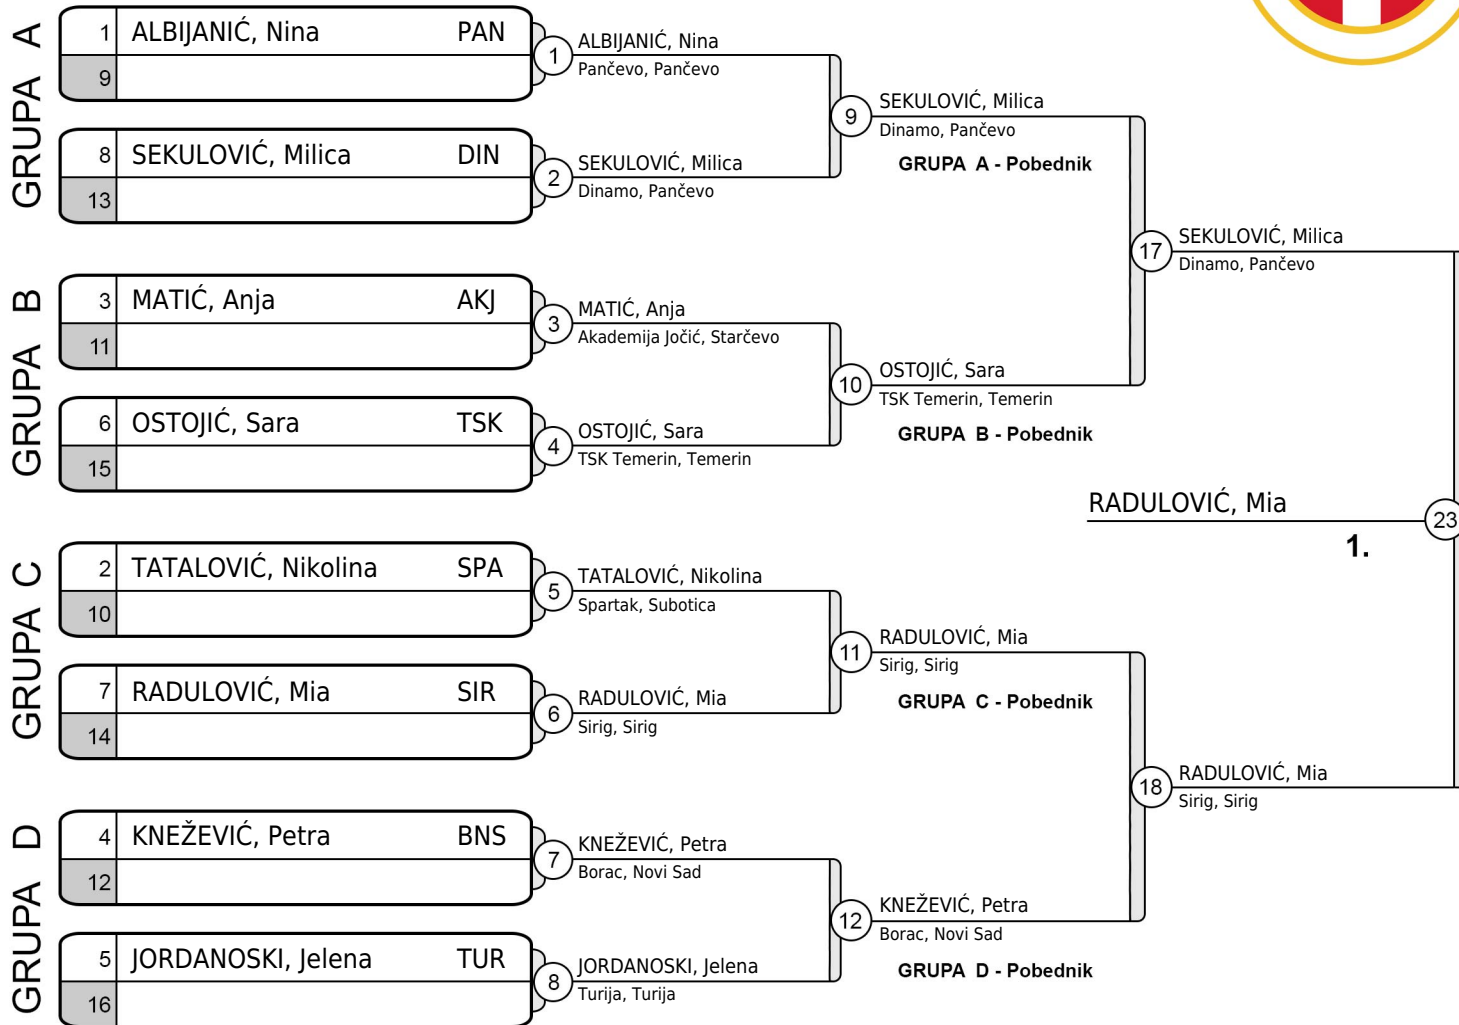 GRUPA A
1 ALBIJANIĆ, Nina PAN
9
8 SEKULOVIĆ, Milica DIN
13
1
ALBIJANIĆ, Nina
Pančevo, Pančevo
2
SEKULOVIĆ, Milica
Dinamo, Pančevo
9
SEKULOVIĆ, Milica
Dinamo, Pančevo
GRUPA A - Pobednik
GRUPA B
3 MATIĆ, Anja AKJ
11
6 OSTOJIĆ, Sara TSK
15
3
MATIĆ, Anja
Akademija Jočić, Starčevo
4
OSTOJIĆ, Sara
TSK Temerin, Temerin
10
OSTOJIĆ, Sara
TSK Temerin, Temerin
GRUPA B - Pobednik
17
SEKULOVIĆ, Milica
Dinamo, Pančevo
RADULOVIĆ, Mia
23
1.
GRUPA C
2 TATALOVIĆ, Nikolina SPA
10
7 RADULOVIĆ, Mia SIR
14
5
TATALOVIĆ, Nikolina
Spartak, Subotica
6
RADULOVIĆ, Mia
Sirig, Sirig
11
RADULOVIĆ, Mia
Sirig, Sirig
GRUPA C - Pobednik
GRUPA D
4 KNEŽEVIĆ, Petra BNS
12
5 JORDANOSKI, Jelena TUR
16
7
KNEŽEVIĆ, Petra
Borac, Novi Sad
8
JORDANOSKI, Jelena
Turija, Turija
12
KNEŽEVIĆ, Petra
Borac, Novi Sad
GRUPA D - Pobednik
18
RADULOVIĆ, Mia
Sirig, Sirig